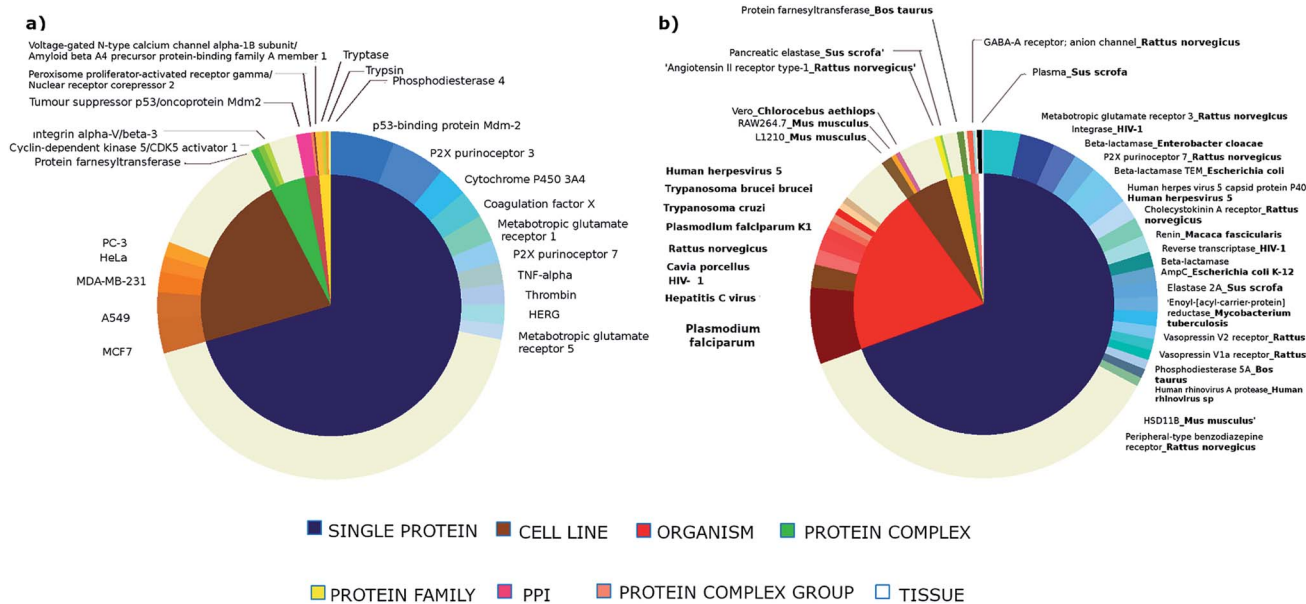 a)
Voltage-gated N-type calcium channel alpha-1B subunit/
Amyloid beta A4 precursor protein-binding family A member 1
Peroxisome proliferator-activated receptor gamma/
Nuclear receptor corepressor 2
Tumour suppressor p53/oncoprotein Mdm2
Integrin alpha-V/beta-3
Cyclin-dependent kinase 5/CDK5 activator 1
Protein farnesyltransferase
Tryptase
Trypsin
Phosphodiesterase 4
p53-binding protein Mdm-2
P2X purinoceptor 3
Cytochrome P450 3A4
Coagulation factor X
Metabotropic glutamate
receptor 1
P2X purinoceptor 7
TNF-alpha
Thrombin
HERG
Metabotropic glutamate
receptor 5
PC-3
HeLa
MDA-MB-231
A549
MCF7
b)
Protein farnesyltransferase_Bos taurus
Pancreatic elastase_Sus scrofa'
'Angiotensin II receptor type-1_Rattus norvegicus'
Vero_Chlorocebus aethlops
RAW264.7_Mus musculus
L1210_Mus musculus
GABA-A receptor; anion channel_Rattus norvegicus
Plasma_Sus scrofa
Human herpesvirus 5
Trypanosoma brucei brucei
Trypanosoma cruzi
Plasmodlum falciparum K1
Rattus norvegicus
Cavia porcellus
HIV- 1
Hepatitis C virus
Plasmodium
falciparum
Metabotropic glutamate receptor 3_Rattus norvegicus
Integrase_HIV-1
Beta-lactamase_Enterobacter cloacae
P2X purinoceptor 7_Rattus norvegicus
Beta-lactamase TEM_Escherichia coli
Human herpes virus 5 capsid protein P40
Human herpesvirus 5
Cholecystokinin A receptor_Rattus
norvegicus
Renin_Macaca fascicularis
Reverse transcriptase_HIV-1
Beta-lactamase
AmpC_Escherichia coli K-12
Elastase 2A_Sus scrofa
'Enoyl-[acyl-carrier-protein]
reductase_Mycobacterium
tuberculosis
Vasopressin V2 receptor_Rattus
Vasopressin V1a receptor_Rattus
Phosphodiesterase 5A_Bos
taurus
Human rhinovirus A protease_Human
rhinovirus sp
HSD11B_Mus musculus'
Peripheral-type benzodiazepine
receptor_Rattus norvegicus
SINGLE PROTEIN
CELL LINE
ORGANISM
PROTEIN COMPLEX
PROTEIN FAMILY
PPI
PROTEIN COMPLEX GROUP
TISSUE